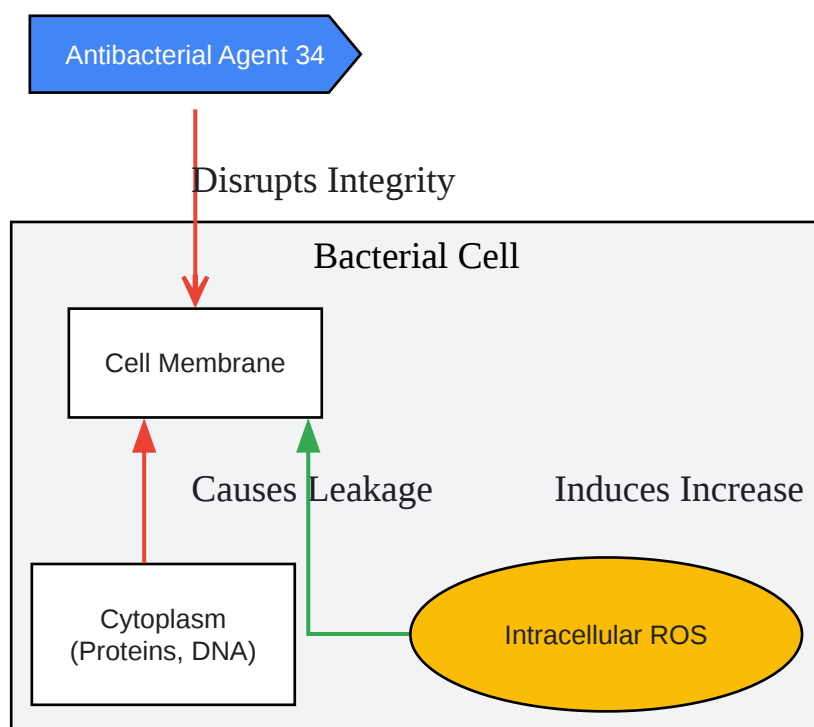 Antibacterial Agent 34
Disrupts Integrity
Bacterial Cell
Cell Membrane
Causes Leakage
Induces Increase
Cytoplasm
(Proteins, DNA)
Intracellular ROS